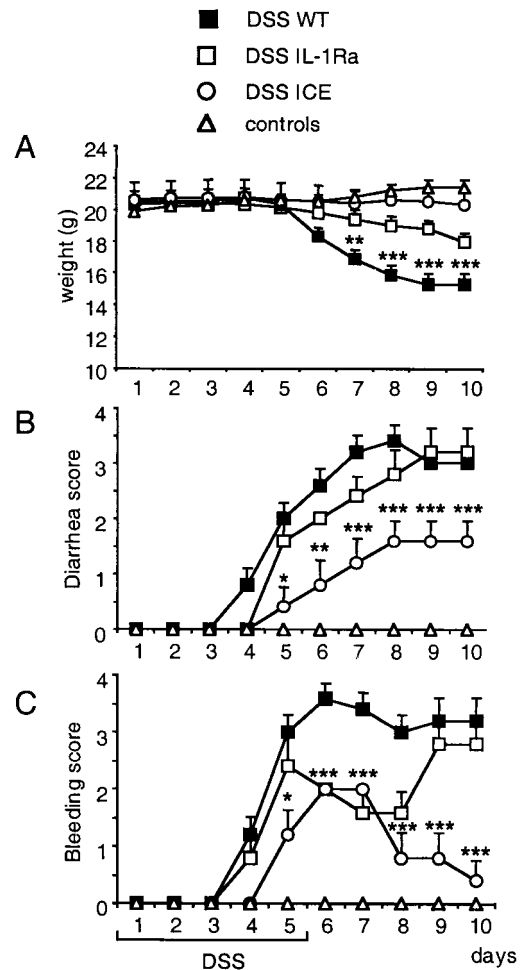 DSS WT
DSS IL-1Ra
DSS ICE
controls
A
24
22
20
18
16
14
12
10
weight (g)
** *** *** ***
1 2 3 4 5 6 7 8 9 10
B
4
3
2
1
0
Diarrhea score
* ** *** *** *** ***
1 2 3 4 5 6 7 8 9 10
C
4
3
2
1
0
Bleeding score
* *** *** *** *** ***
1 2 3 4 5 6 7 8 9 10
DSS
days